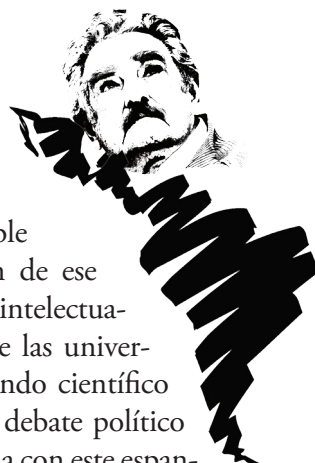 ble
n de ese
intelectua-
e las univer-
ndo científico
debate político
a con este espan-